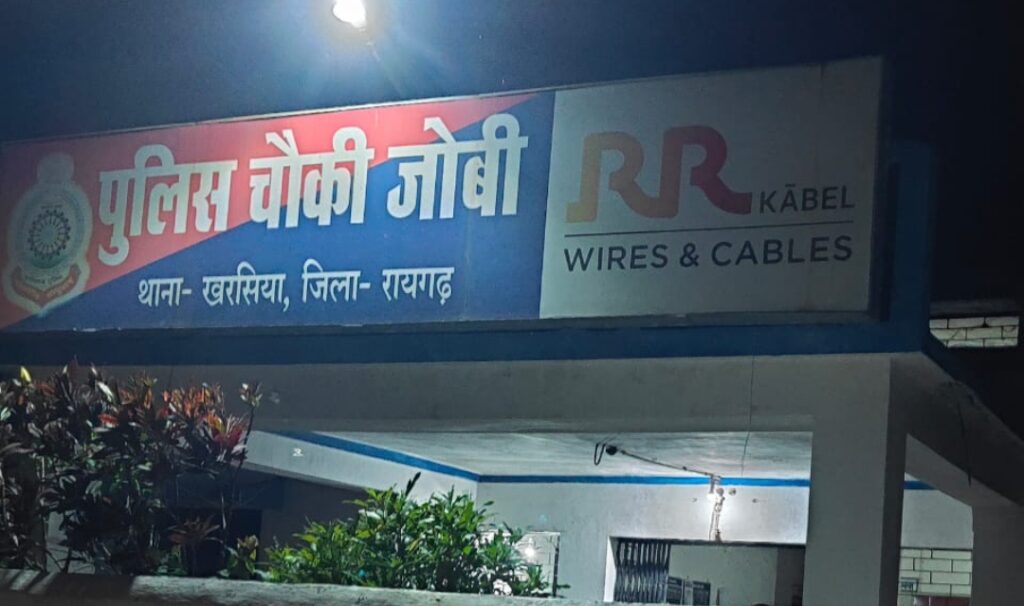 पुलिस चौकी जोबी
थाना- खरसिया, जिला- रायगढ़
RR KĀBEL
WIRES & CABLES